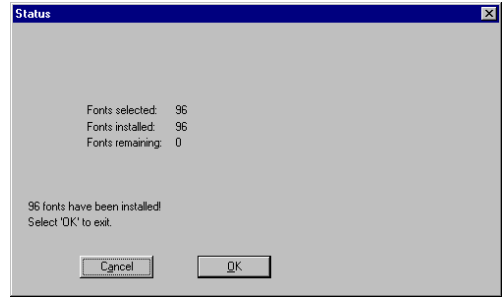 Status
Fonts selected: 96
Fonts installed: 96
Fonts remaining: 0
96 fonts have been installed!
Select 'OK' to exit.
Cancel OK